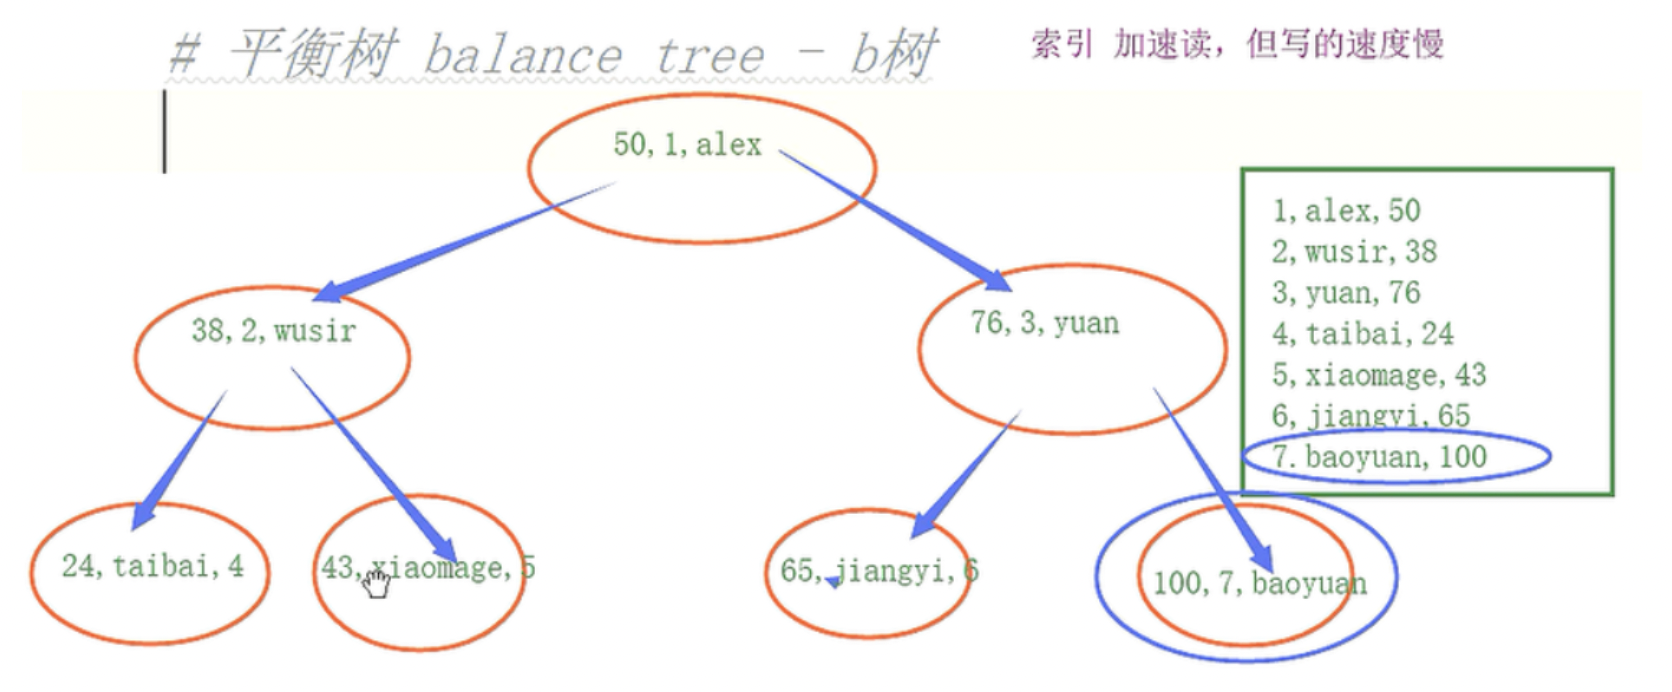 # 平衡树 balance tree - b树
索引 加速读，但写的速度慢
50,1,alex
38,2,wusir
76,3,yuan
24,taibai,4
43,xiaomage,5
65,jiangyi,6
100,7,baoyuan
1,alex,50
2,wusir,38
3,yuan,76
4,taibai,24
5,xiaomage,43
6,jiangyi,65
7.baoyuan,100